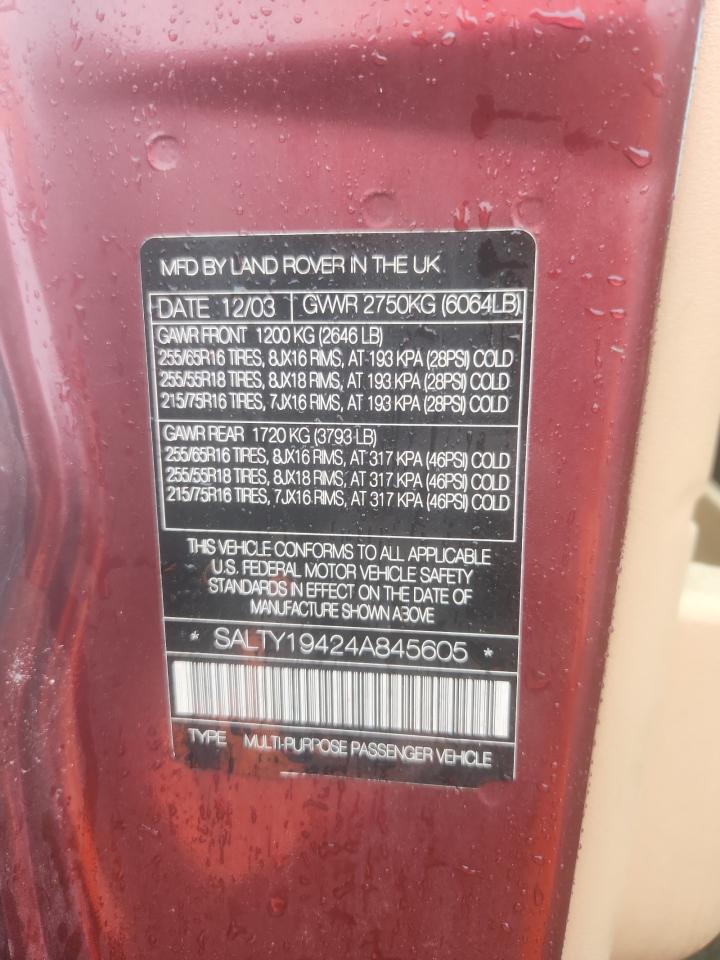 MFD BY LAND ROVER IN THE UK
DATE 12/03 GVWR 2750KG (6064LB)
GAWR FRONT 1200 KG (2646 LB)
255/65R16 TIRES, 8JX16 RIMS, AT 193 KPA (28PSI) COLD
255/55R18 TIRES, 8JX18 RIMS, AT 193 KPA (28PSI) COLD
215/75R16 TIRES, 7JX16 RIMS, AT 193 KPA (28PSI) COLD
GAWR REAR 1720 KG (3793 LB)
255/65R16 TIRES, 8JX16 RIMS, AT 317 KPA (46PSI) COLD
255/55R18 TIRES, 8JX18 RIMS, AT 317 KPA (46PSI) COLD
215/75R16 TIRES, 7JX16 RIMS, AT 317 KPA (46PSI) COLD
THIS VEHICLE CONFORMS TO ALL APPLICABLE
U.S. FEDERAL MOTOR VEHICLE SAFETY
STANDARDS IN EFFECT ON THE DATE OF
MANUFACTURE SHOWN ABOVE
* SALTY19424A845605 *
TYPE MULTI-PURPOSE PASSENGER VEHICLE